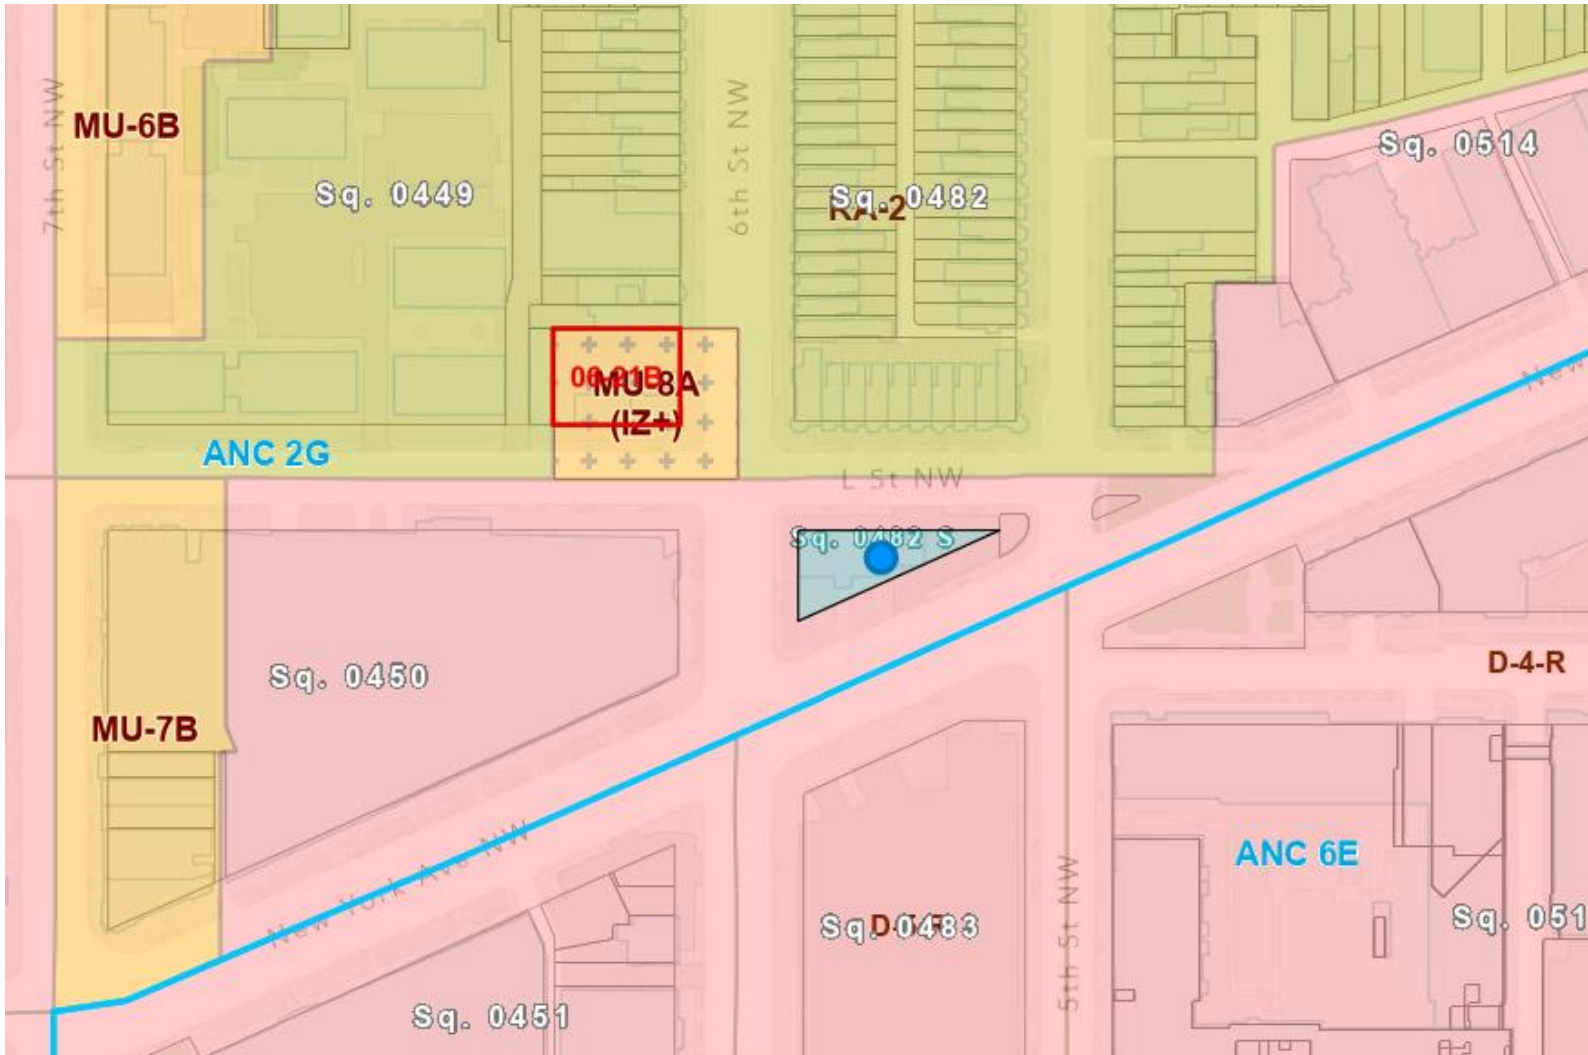 7th St NW
MU-6B
Sq. 0449
6th St NW
Sq. 0482
RA-2
Sq. 0514
MU-8A
(IZ+)
ANC 2G
L St NW
Sq. 0482 S
New
Sq. 0450
MU-7B
D-4-R
New York Ave NW
ANC 6E
Sq. 0483
5th St NW
Sq. 051
Sq. 0451